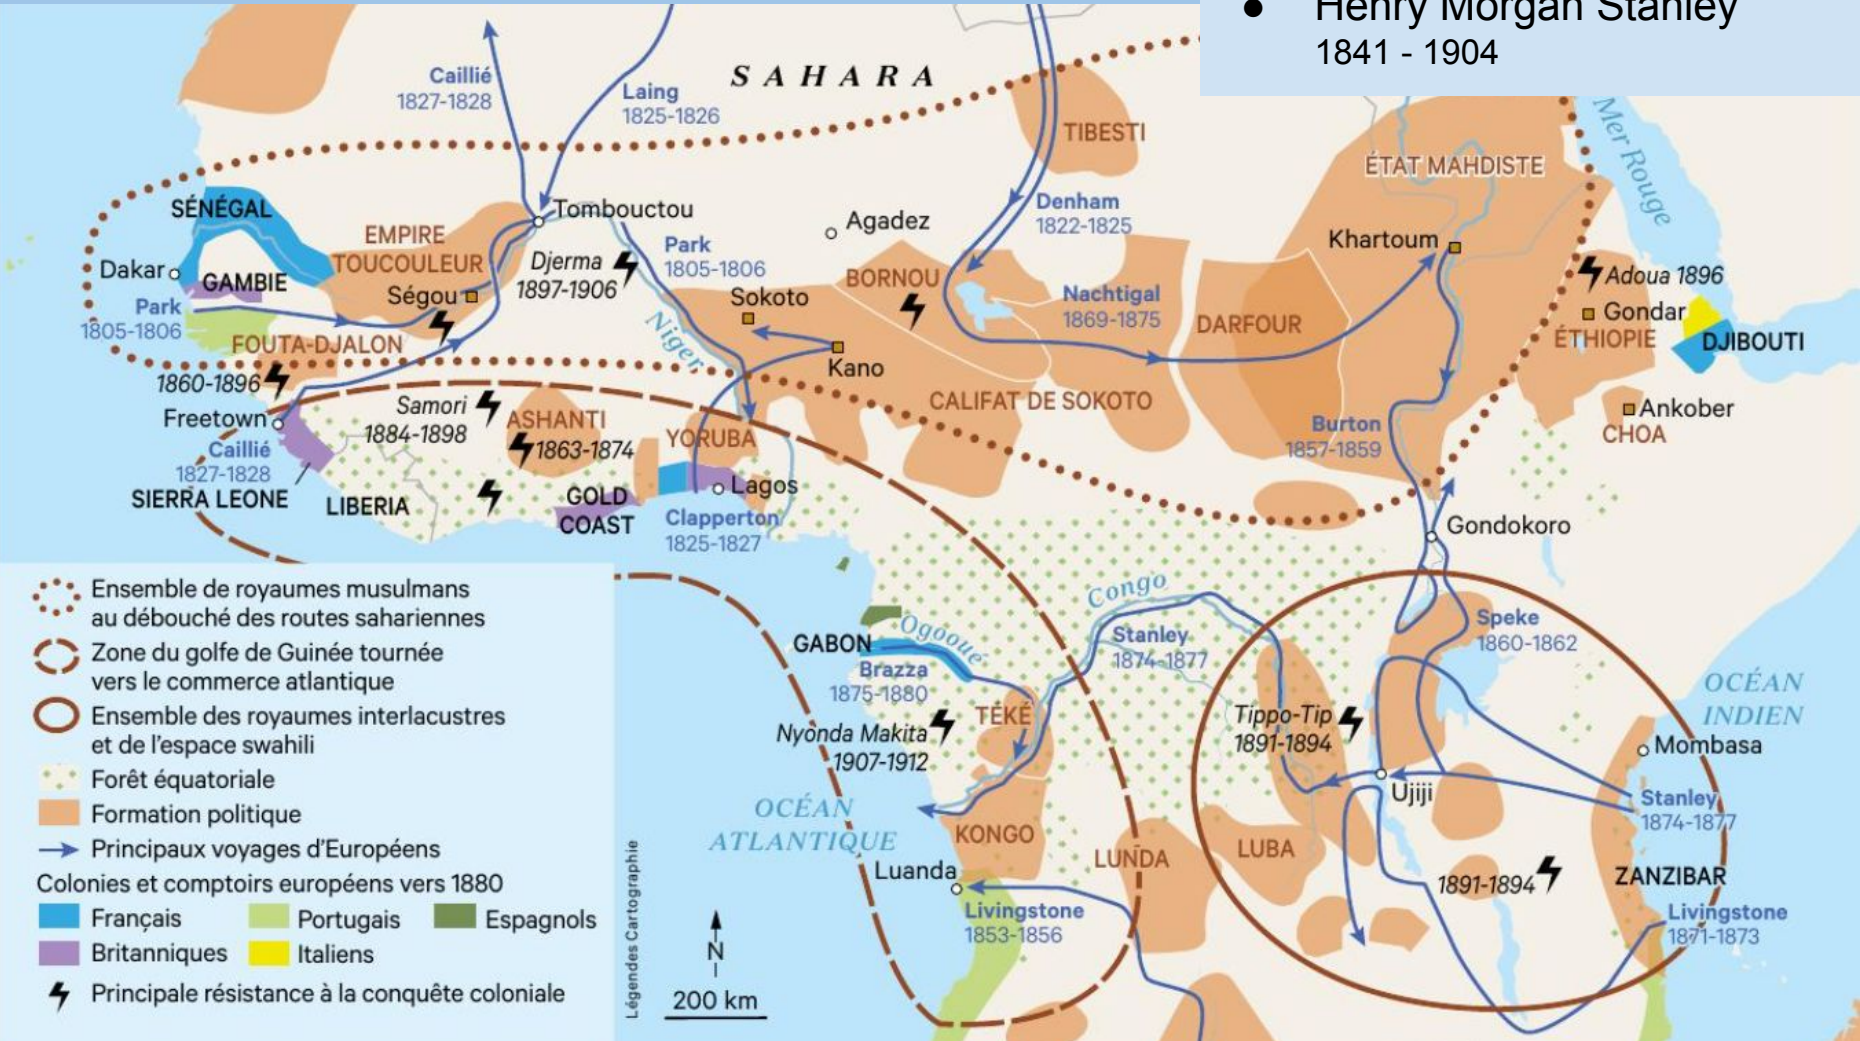 ● Henry Morgan Stanley
1841 - 1904
Caillié
1827-1828
Laing
1825-1826
SAHARA
TIBESTI
ÉTAT MAHDISTE
Mer Rouge
SÉNÉGAL
EMPIRE
TOUCOULEUR
Tombouctou
Agadez
Denham
1822-1825
Khartoum
Dakar
GAMBIE
Ségou
Djerma
1897-1906
Park
1805-1806
Sokoto
BORNOU
Nachtigal
1869-1875
DARFOUR
Adoua 1896
Gondar
ÉTHIOPIE
DJIBOUTI
Park
1805-1806
FOUTA-DJALON
Niger
Kano
1860-1896
Freetown
Samori
1884-1898
ASHANTI
1863-1874
YORUBA
CALIFAT DE SOKOTO
Burton
1857-1859
Ankober
CHOA
Caillié
1827-1828
SIERRA LEONE
LIBERIA
GOLD
COAST
Lagos
Clapperton
1825-1827
Gondokoro
Congo
Stanley
1874-1877
Speke
1860-1862
GABON
Ogooué
Brazza
1875-1880
TÉKÉ
Nyonda Makita
1907-1912
Tippo-Tip
1891-1894
OCÉAN
INDIEN
Mombasa
Ujiji
Stanley
1874-1877
OCÉAN
ATLANTIQUE
KONGO
LUNDA
LUBA
Luanda
1891-1894
ZANZIBAR
Livingstone
1853-1856
Livingstone
1871-1873
Ensemble de royaumes musulmans
au débouché des routes sahariennes
Zone du golfe de Guinée tournée
vers le commerce atlantique
Ensemble des royaumes interlacustres
et de l'espace swahili
Forêt équatoriale
Formation politique
Principaux voyages d'Européens
Colonies et comptoirs européens vers 1880
Français
Portugais
Espagnols
Britanniques
Italiens
Principale résistance à la conquête coloniale
Légendes Cartographie
N
200 km